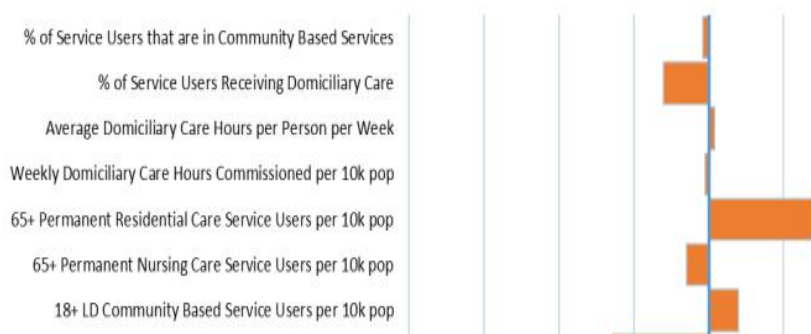 % of Service Users that are in Community Based Services
% of Service Users Receiving Domiciliary Care
Average Domiciliary Care Hours per Person per Week
Weekly Domiciliary Care Hours Commissioned per 10k pop
65+ Permanent Residential Care Service Users per 10k pop
65+ Permanent Nursing Care Service Users per 10k pop
18+ LD Community Based Service Users per 10k pop